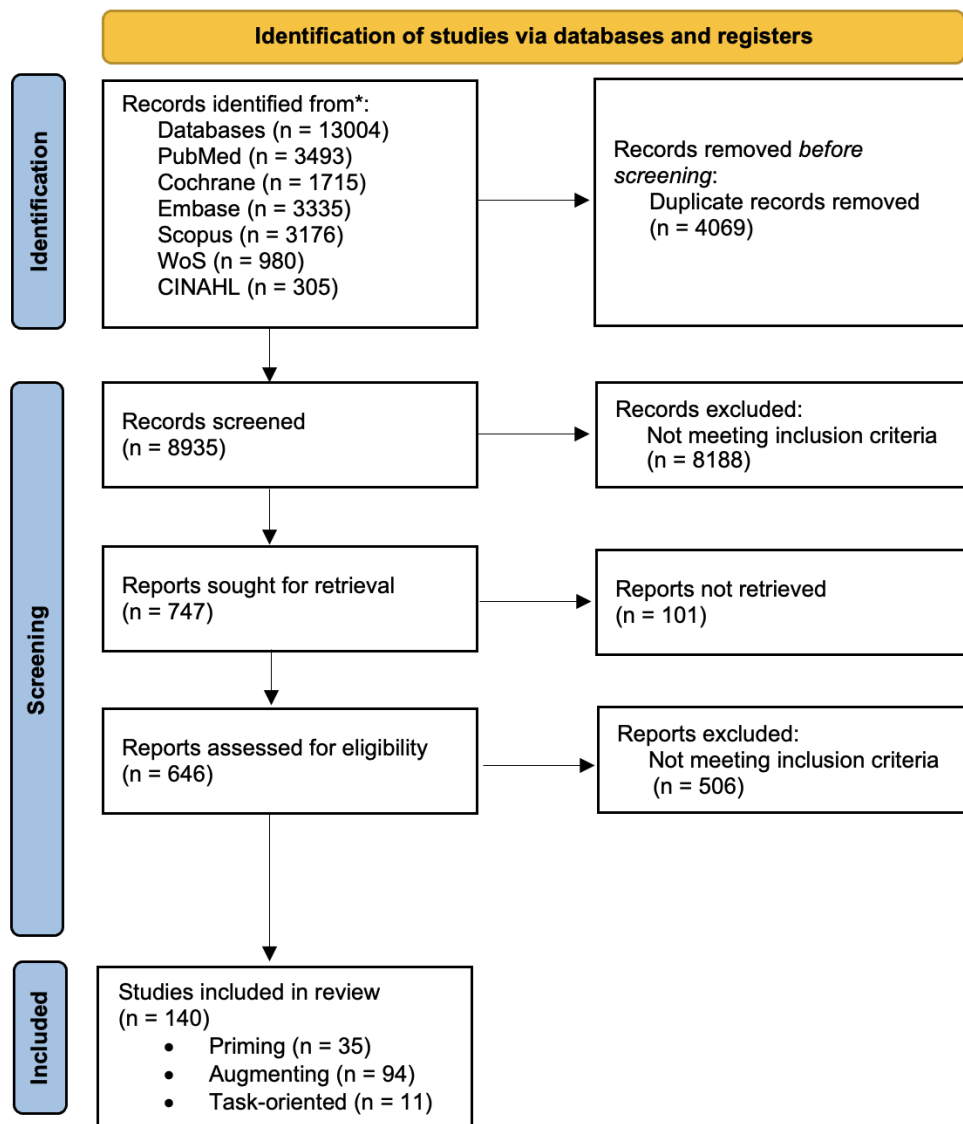 Identification of studies via databases and registers
Identification
Records identified from*:
Databases (n = 13004)
PubMed (n = 3493)
Cochrane (n = 1715)
Embase (n = 3335)
Scopus (n = 3176)
WoS (n = 980)
CINAHL (n = 305)
Records removed before
screening:
Duplicate records removed
(n = 4069)
Screening
Records screened
(n = 8935)
Records excluded:
Not meeting inclusion criteria
(n = 8188)
Reports sought for retrieval
(n = 747)
Reports not retrieved
(n = 101)
Reports assessed for eligibility
(n = 646)
Reports excluded:
Not meeting inclusion criteria
(n = 506)
Included
Studies included in review
(n = 140)
• Priming (n = 35)
• Augmenting (n = 94)
• Task-oriented (n = 11)